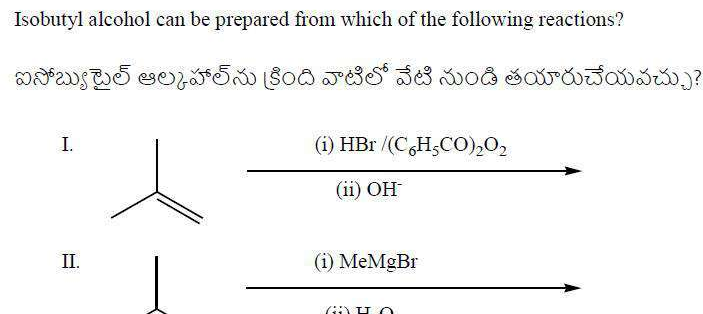 Isobutyl alcohol can be prepared from which of the following reactions?
ఐసోబ్యుటైల్ ఆల్కహాల్‌ను క్రింది వాటిలో వేటి నుండి తయారుచేయవచ్చు?
I. (i) HBr /(C₆H₅CO)₂O₂
(ii) OH⁻
II. (i) MeMgBr